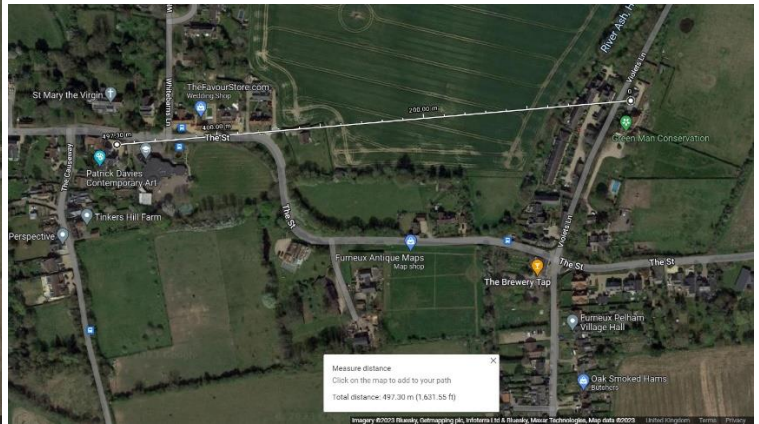 River Ash, H
Violets Ln
Whitebarns Ln
St Mary the Virgin
TheFavourStore.com
Wedding Shop
0
200.00 m
400.00 m
497.30 m
The St
Green Man Conservation
The Causeway
Patrick Davies
Contemporary Art
Tinkers Hill Farm
Perspective
The St
Furneux Antique Maps
Map shop
Violets Ln
The St
The St
The Brewery Tap
Furneux Pelham
Village Hall
Oak Smoked Hams
Butchers
Measure distance
Click on the map to add to your path
Total distance: 497.30 m (1,631.55 ft)
Imagery ©2023 Bluesky, Getmapping plc, Infoterra Ltd & Bluesky, Maxar Technologies, Map data ©2023 United Kingdom Terms Privacy